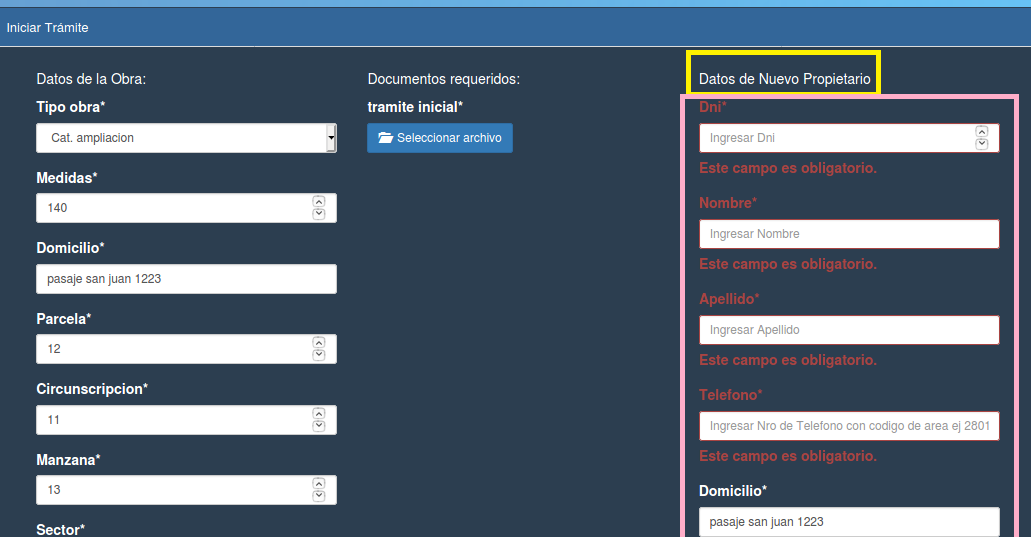 Iniciar Trámite
Datos de la Obra:
Tipo obra*
Cat. ampliacion
Medidas*
140
Domicilio*
pasaje san juan 1223
Parcela*
12
Circunscripcion*
11
Manzana*
13
Sector*
Documentos requeridos:
tramite inicial*
Seleccionar archivo
Datos de Nuevo Propietario
Dni*
Ingresar Dni
Este campo es obligatorio.
Nombre*
Ingresar Nombre
Este campo es obligatorio.
Apellido*
Ingresar Apellido
Este campo es obligatorio.
Telefono*
Ingresar Nro de Telefono con codigo de area ej 2801
Este campo es obligatorio.
Domicilio*
pasaje san juan 1223